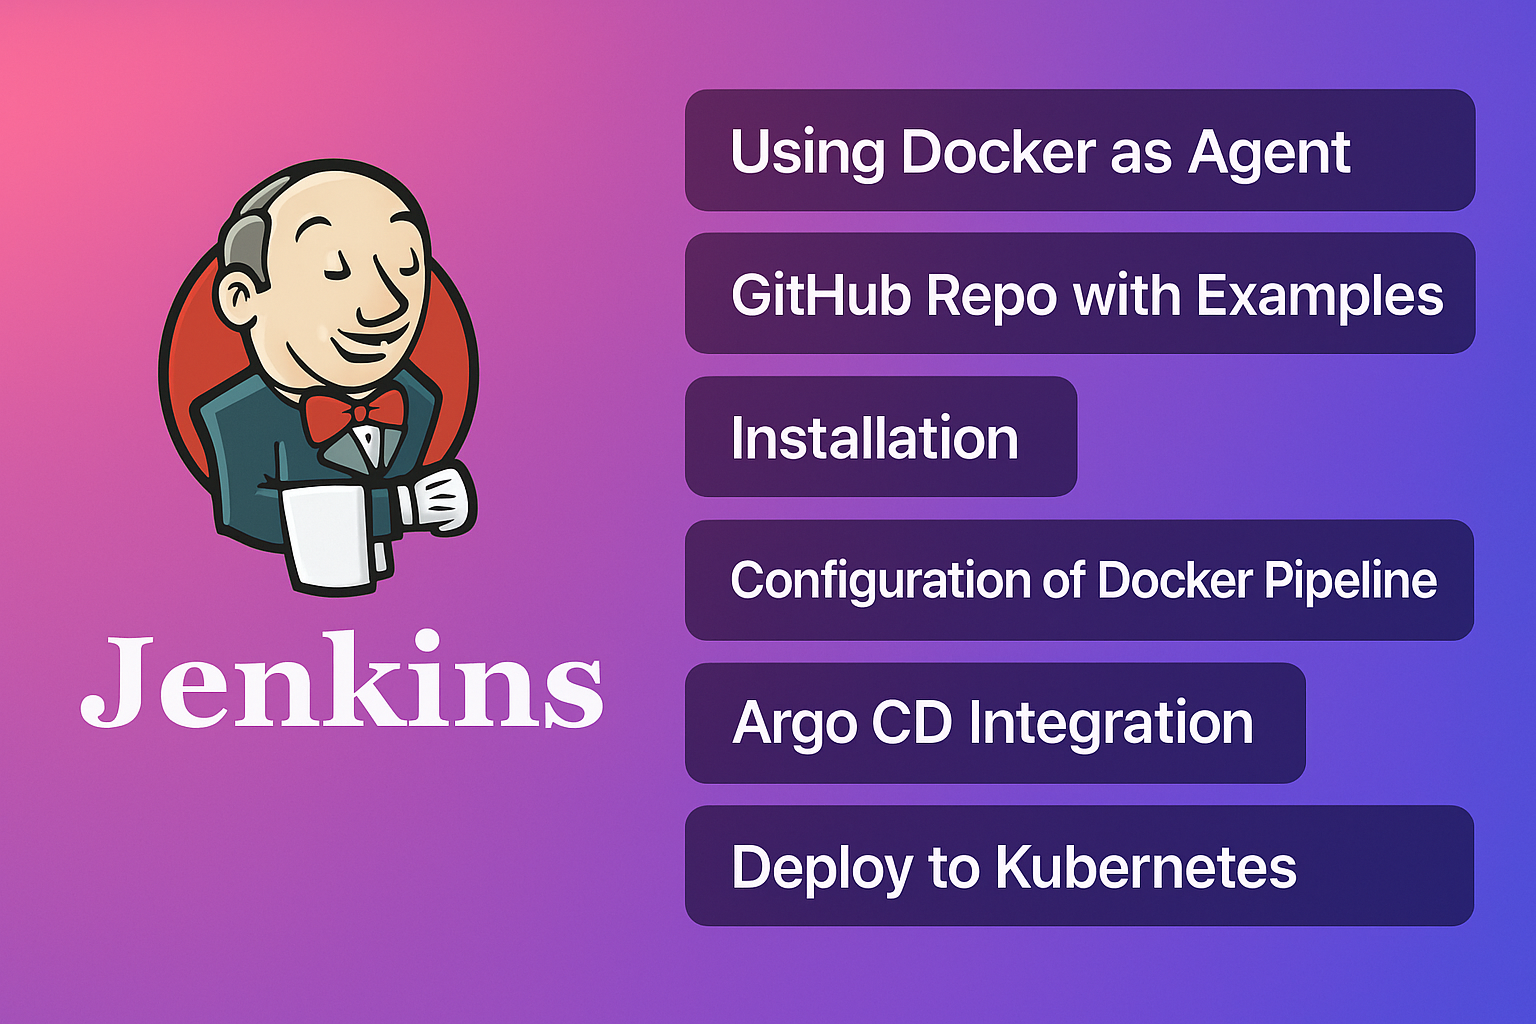 Jenkins
Using Docker as Agent
GitHub Repo with Examples
Installation
Configuration of Docker Pipeline
Argo CD Integration
Deploy to Kubernetes